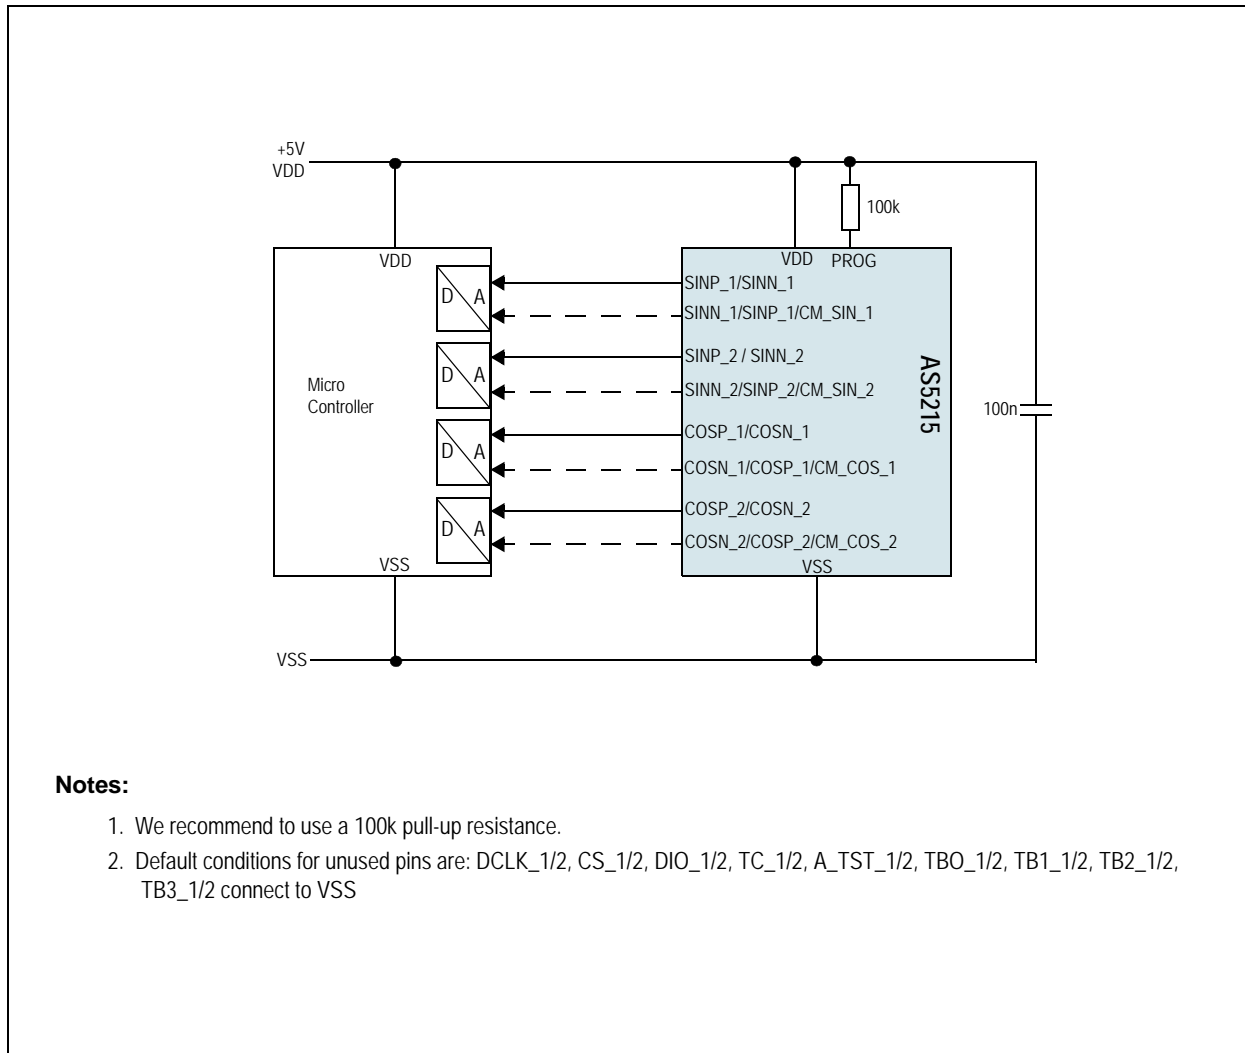 +5V
VDD
100k
VDD
VDD PROG
D A
SINP_1/SINN_1
SINN_1/SINP_1/CM_SIN_1
D A
SINP_2 / SINN_2
SINN_2/SINP_2/CM_SIN_2
Micro
Controller
AS5215
100n
D A
COSP_1/COSN_1
COSN_1/COSP_1/CM_COS_1
D A
COSP_2/COSN_2
COSN_2/COSP_2/CM_COS_2
VSS
VSS
VSS
Notes:
1. We recommend to use a 100k pull-up resistance.
2. Default conditions for unused pins are: DCLK_1/2, CS_1/2, DIO_1/2, TC_1/2, A_TST_1/2, TBO_1/2, TB1_1/2, TB2_1/2,
TB3_1/2 connect to VSS